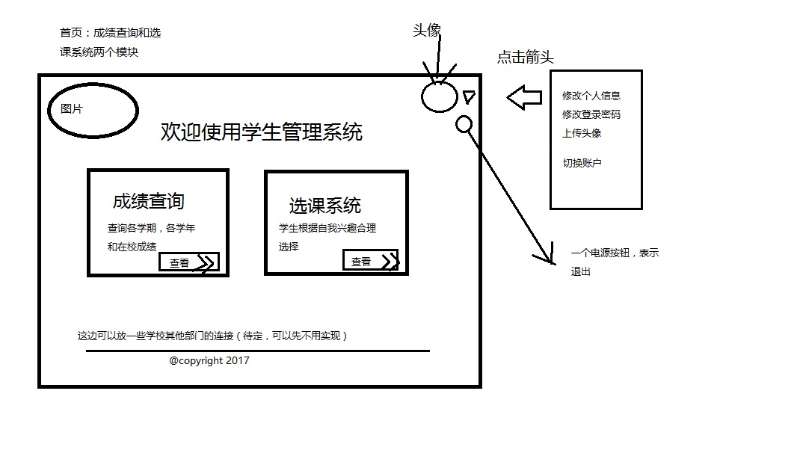 首页：成绩查询和选
课系统两个模块
头像
点击箭头
图片
欢迎使用学生管理系统
修改个人信息
修改登录密码
上传头像
切换账户
成绩查询
查询各学期，各学年
和在校成绩
查看
选课系统
学生根据自我兴趣合理
选择
查看
一个电源按钮，表示
退出
这边可以放一些学校其他部门的连接（待定，可以先不用实现）
@copyright 2017